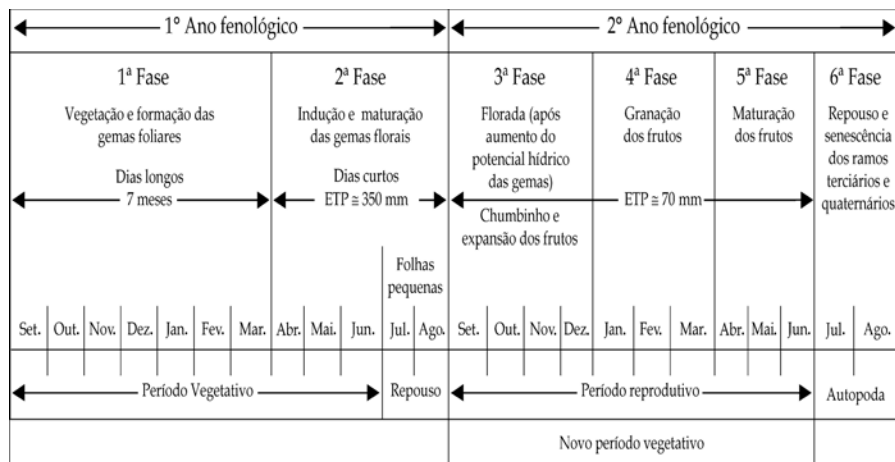 1º Ano fenológico
2º Ano fenológico
1ª Fase
Vegetação e formação das
gemas foliares
Dias longos
7 meses
2ª Fase
Indução e maturação
das gemas florais
Dias curtos
ETP ≅ 350 mm
Folhas
pequenas
3ª Fase
Florada (após
aumento do
potencial hídrico
das gemas)
Chumbinho e
expansão dos frutos
4ª Fase
Granação
dos frutos
ETP ≅ 70 mm
5ª Fase
Maturação
dos frutos
6ª Fase
Repouso e
senescência
dos ramos
terciários e
quaternários
Set. Out. Nov. Dez. Jan. Fev. Mar. Abr. Mai. Jun. Jul. Ago. Set. Out. Nov. Dez. Jan. Fev. Mar. Abr. Mai. Jun. Jul. Ago.
Período Vegetativo
Repouso
Período reprodutivo
Autopoda
Novo período vegetativo